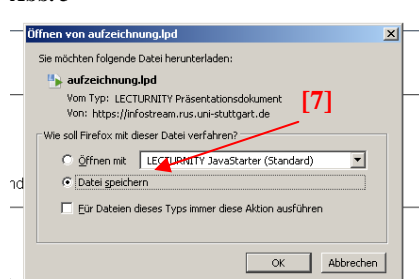 Öffnen von aufzeichnung.lpd
Sie möchten folgende Datei herunterladen:
aufzeichnung.lpd
Vom Typ: LECTURNITY Präsentationsdokument
Von: https://infostream.rus.uni-stuttgart.de
[7]
Wie soll Firefox mit dieser Datei verfahren?
Öffnen mit LECTURNITY JavaStarter (Standard)
Datei speichern
Für Dateien dieses Typs immer diese Aktion ausführen
OK Abbrechen